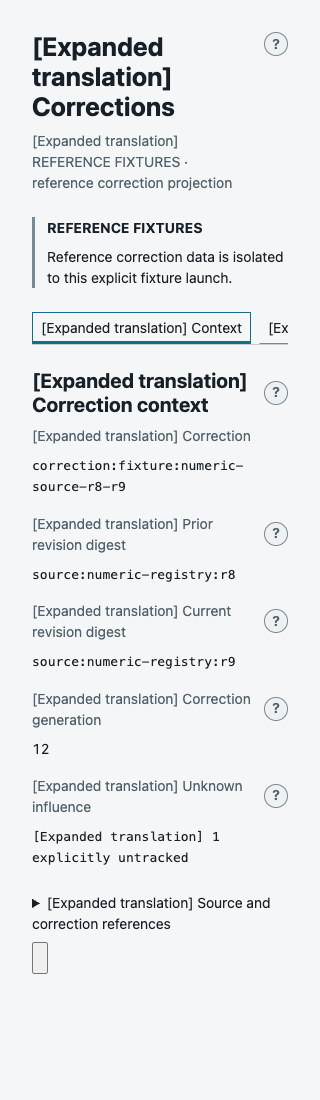 [Expanded
translation]
Corrections
?
[Expanded translation]
REFERENCE FIXTURES ·
reference correction projection
REFERENCE FIXTURES
Reference correction data is isolated
to this explicit fixture launch.
[Expanded translation] Context
[Ex
[Expanded translation]
Correction context
?
[Expanded translation] Correction
correction:fixture:numeric-
source-r8-r9
[Expanded translation] Prior
revision digest
?
source:numeric-registry:r8
[Expanded translation] Current
revision digest
?
source:numeric-registry:r9
[Expanded translation] Correction
generation
?
12
[Expanded translation] Unknown
influence
?
[Expanded translation] 1
explicitly untracked
[Expanded translation] Source and
correction references